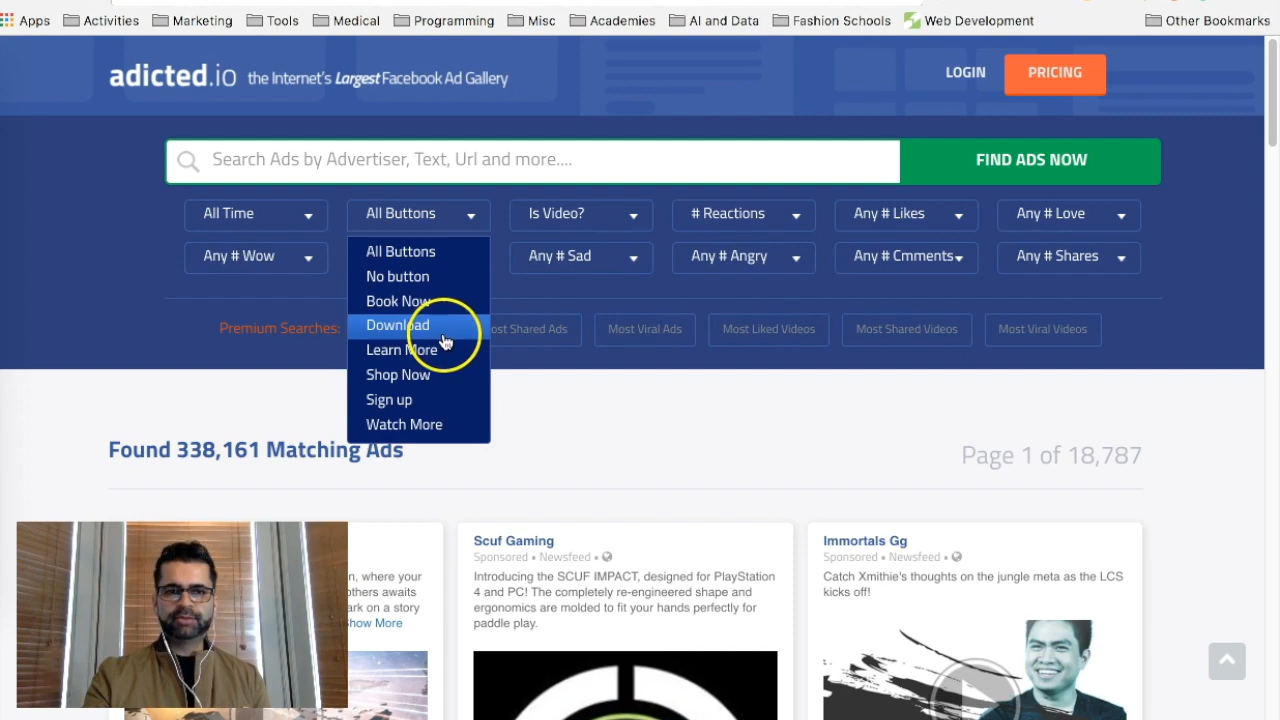 Apps Activities Marketing Tools Medical Programming Misc Academies AI and Data Fashion Schools Web Development Other Bookmarks
adicted.io the Internet's Largest Facebook Ad Gallery LOGIN PRICING
Search Ads by Advertiser, Text, Url and more.... FIND ADS NOW
All Time All Buttons Is Video? # Reactions Any # Likes Any # Love
Any # Wow Any # Sad Any # Angry Any # Cmments Any # Shares
All Buttons
No button
Book Now
Download
Learn More
Shop Now
Sign up
Watch More
Premium Searches: ost Shared Ads Most Viral Ads Most Liked Videos Most Shared Videos Most Viral Videos
Found 338,161 Matching Ads Page 1 of 18,787
n, where your
others awaits
ark on a story
Show More
Scuf Gaming
Sponsored • Newsfeed •
Introducing the SCUF IMPACT, designed for PlayStation
4 and PC! The completely re-engineered shape and
ergonomics are molded to fit your hands perfectly for
paddle play.
Immortals Gg
Sponsored • Newsfeed •
Catch Xmithie's thoughts on the jungle meta as the LCS
kicks off!